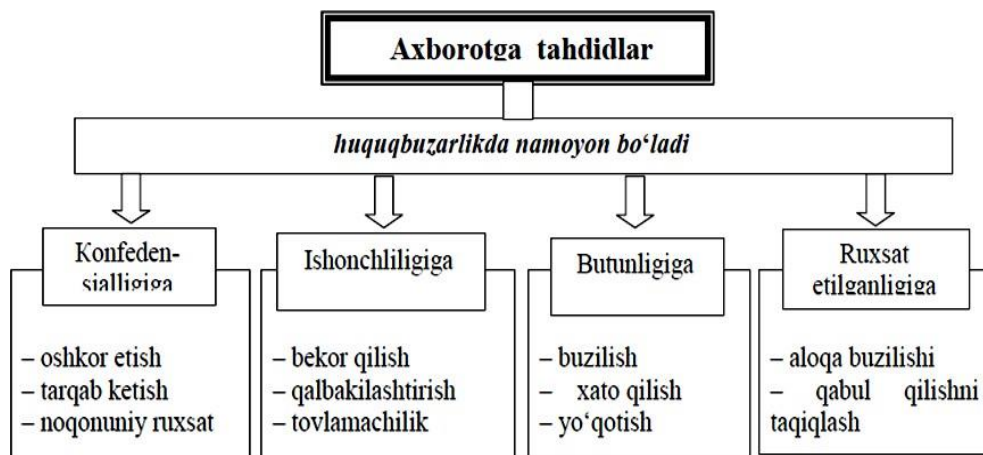 Axborotga tahdidlar
huquqbuzarlikda namoyon bo‘ladi
Konfeden-
sialligiga
– oshkor etish
– tarqab ketish
– noqonuniy ruxsat
Ishonchliligiga
– bekor qilish
– qalbakilashtirish
– tovlamachilik
Butunligiga
– buzilish
– xato qilish
– yo‘qotish
Ruxsat
etilganligiga
– aloqa buzilishi
– qabul qilishni
taqiqlash